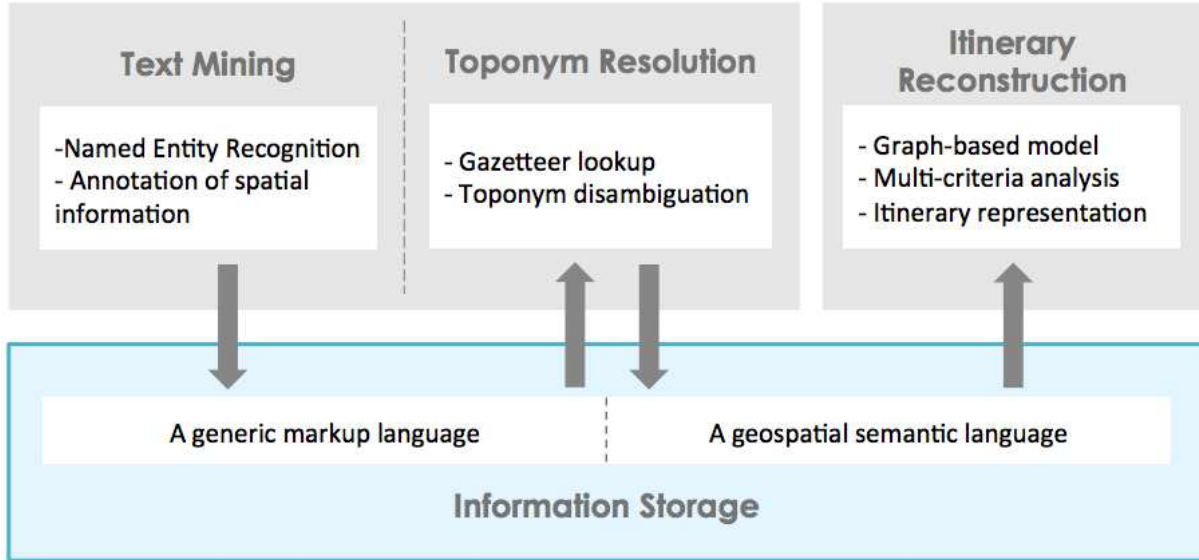 Text Mining
-Named Entity Recognition
- Annotation of spatial
information
Toponym Resolution
- Gazetteer lookup
- Toponym disambiguation
Itinerary
Reconstruction
- Graph-based model
- Multi-criteria analysis
- Itinerary representation
A generic markup language
A geospatial semantic language
Information Storage